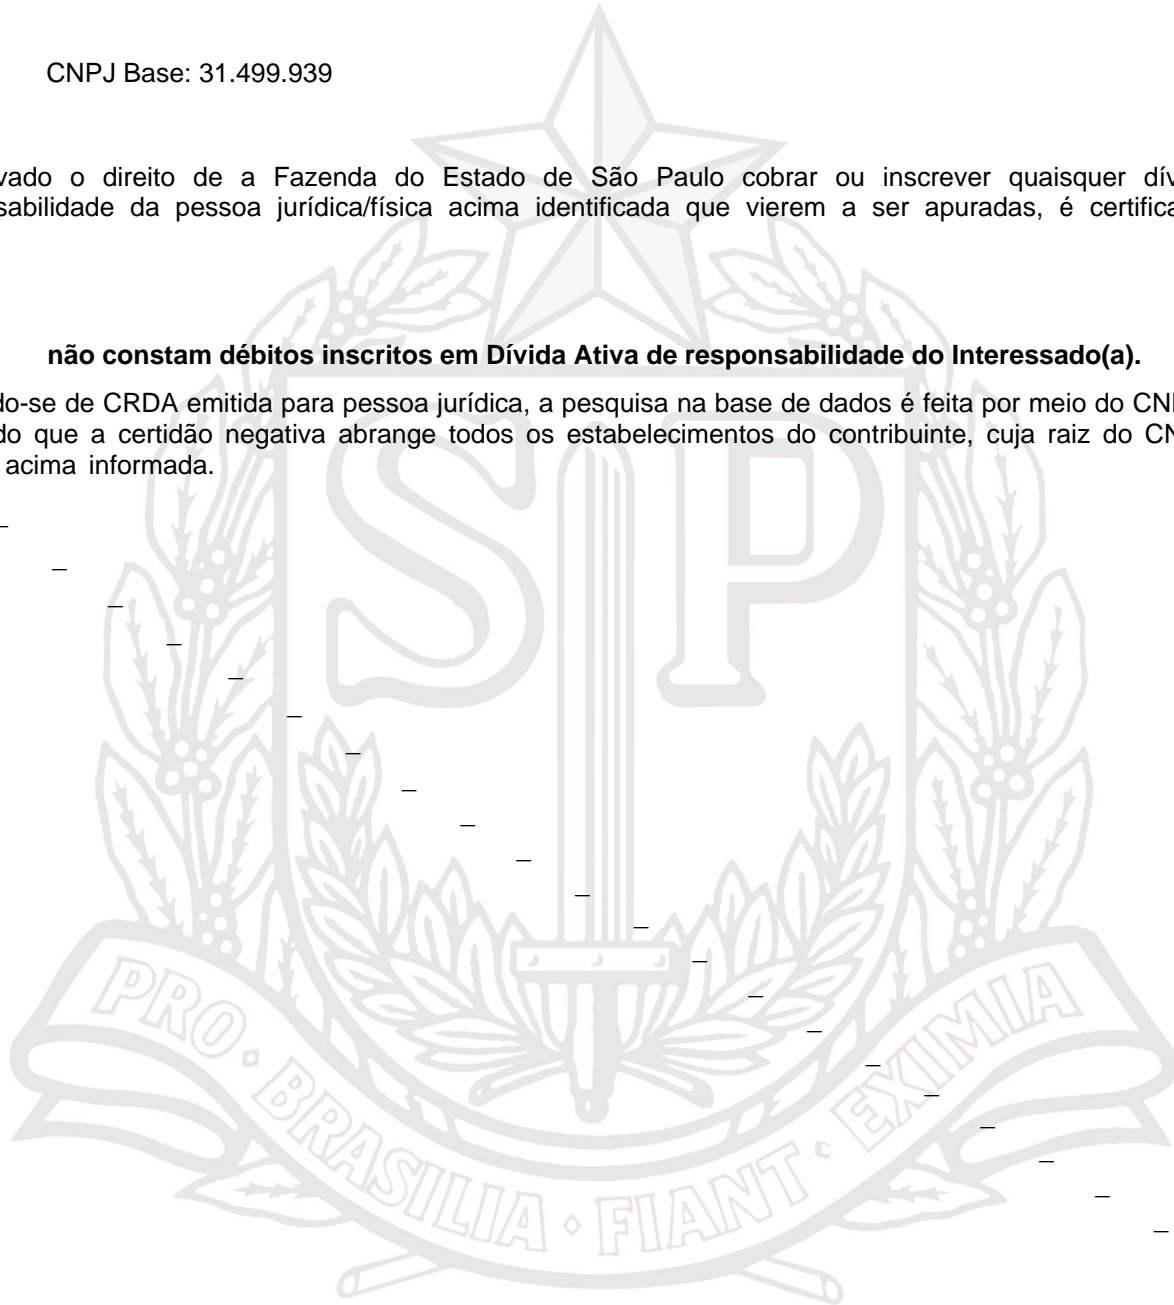 CNPJ Base: 31.499.939
vado o direito de a Fazenda do Estado de São Paulo cobrar ou inscrever quaisquer dív
sabilidade da pessoa jurídica/física acima identificada que vierem a ser apuradas, é certifica
não constam débitos inscritos em Dívida Ativa de responsabilidade do Interessado(a).
do-se de CRDA emitida para pessoa jurídica, a pesquisa na base de dados é feita por meio do CN
do que a certidão negativa abrange todos os estabelecimentos do contribuinte, cuja raiz do CN
acima informada.
SP
PRO · BRASILIA · FIANT · EXIMIA